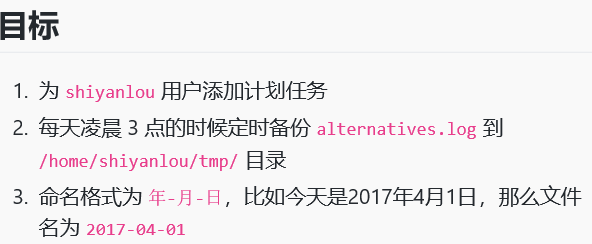 目标
1. 为 shiyanlou 用户添加计划任务
2. 每天凌晨 3 点的时候定时备份 alternatives.log 到
/home/shiyanlou/tmp/ 目录
3. 命名格式为 年-月-日，比如今天是2017年4月1日，那么文件
名为 2017-04-01